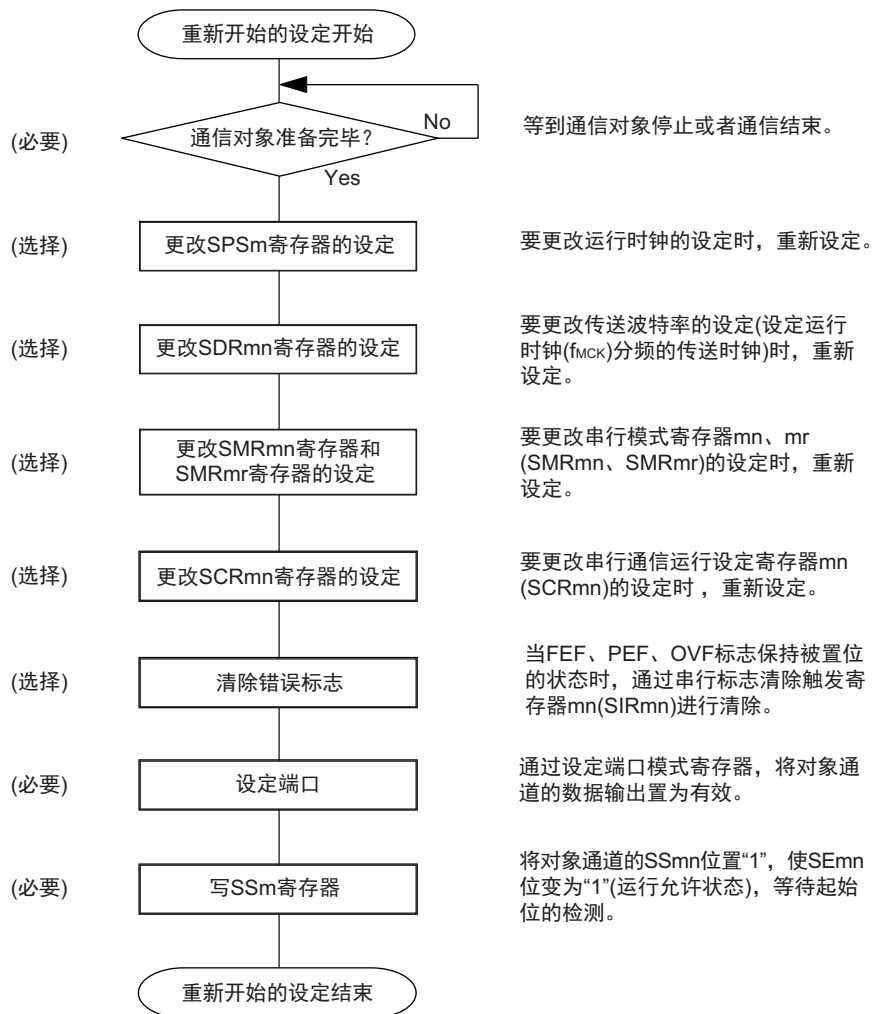 重新开始的设定开始
(必要)
通信对象准备完毕？
No
Yes
等到通信对象停止或者通信结束。
(选择)
更改SPSm寄存器的设定
要更改运行时钟的设定时，重新设定。
(选择)
更改SDRmn寄存器的设定
要更改传送波特率的设定(设定运行
时钟(fMCK)分频的传送时钟)时，重新
设定。
(选择)
更改SMRmn寄存器和
SMRmr寄存器的设定
要更改串行模式寄存器mn、mr
(SMRmn、SMRmr)的设定时，重新
设定。
(选择)
更改SCRmn寄存器的设定
要更改串行通信运行设定寄存器mn
(SCRmn)的设定时 ，重新设定。
(选择)
清除错误标志
当FEF、PEF、OVF标志保持被置位
的状态时，通过串行标志清除触发寄
存器mn(SIRmn)进行清除。
(必要)
设定端口
通过设定端口模式寄存器，将对象通
道的数据输出置为有效。
(必要)
写SSm寄存器
将对象通道的SSmn位置“1”，使SEmn
位变为“1”(运行允许状态)，等待起始
位的检测。
重新开始的设定结束